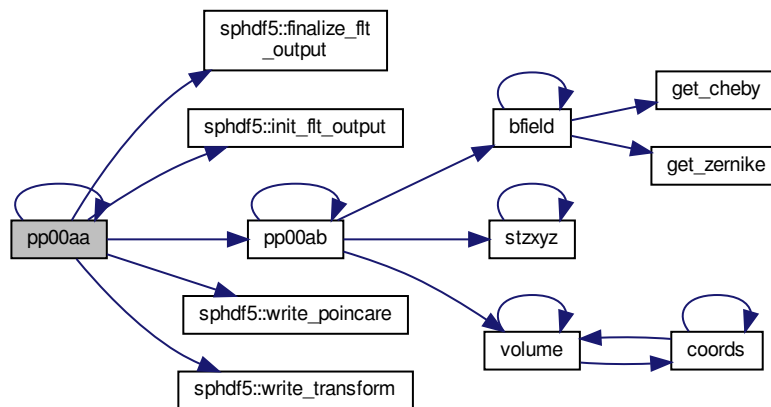 sphdf5::finalize_flt
_output
sphdf5::init_flt_output
pp00aa
pp00ab
sphdf5::write_poincare
sphdf5::write_transform
bfield
stzxyz
volume
get_cheby
get_zernike
coords